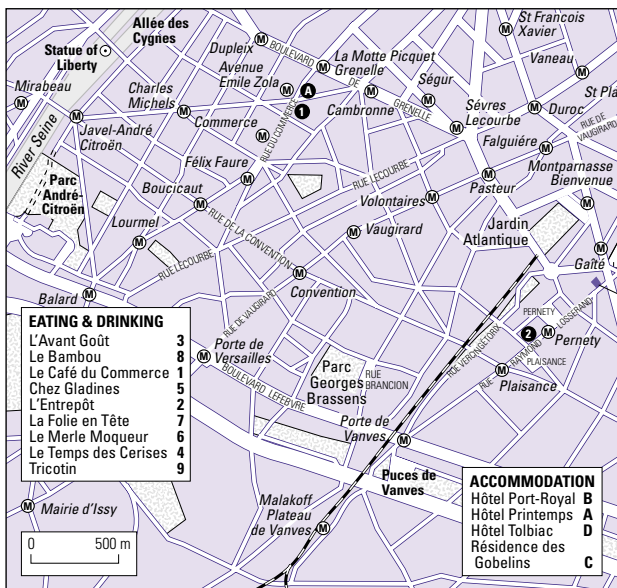 Allée des
Cygnes
St François
Xavier
Statue of
Liberty
Dupleix
BOULEVARD
DE
GRENELLE
La Motte Picquet
Grenelle
Vaneau
Mirabeau
Avenue
Emile Zola
Ségur
St Pla
Charles
Michels
A
1
Cambronne
Sévres
Lecourbe
Duroc
Javel-André
Citroën
Commerce
RUE DU COMMERCE
Falguiére
RUE DE
VAUGIRARD
River Seine
Félix Faure
RUE LECOURBE
Montparnasse
Bienvenue
Parc
André-
Citroën
Boucicaut
Pasteur
Volontaires
Lourmel
RUE DE LA CONVENTION
Vaugirard
Jardin
Atlantique
RUE LECOURBE
Gaîté
Balard
Convention
RUE DE VAUGIRARD
PERNETY
2
Pernety
RUE RAYMOND LOSSERAND
RUE VERCINGÉTORIX
PLAISANCE
Plaisance
Porte de
Versailles
Parc
Georges
Brassens
RUE
BRANCION
BOULEVARD LEFEBVRE
Porte de
Vanves
Puces de
Vanves
Malakoff
Plateau
de Vanves
Mairie d'Issy
EATING & DRINKING
L'Avant Goût 3
Le Bambou 8
Le Café du Commerce 1
Chez Gladines 5
L'Entrepôt 2
La Folie en Tête 7
Le Merle Moqueur 6
Le Temps des Cerises 4
Tricotin 9
ACCOMMODATION
Hôtel Port-Royal B
Hôtel Printemps A
Hôtel Tolbiac D
Résidence des
Gobelins C
0 500 m